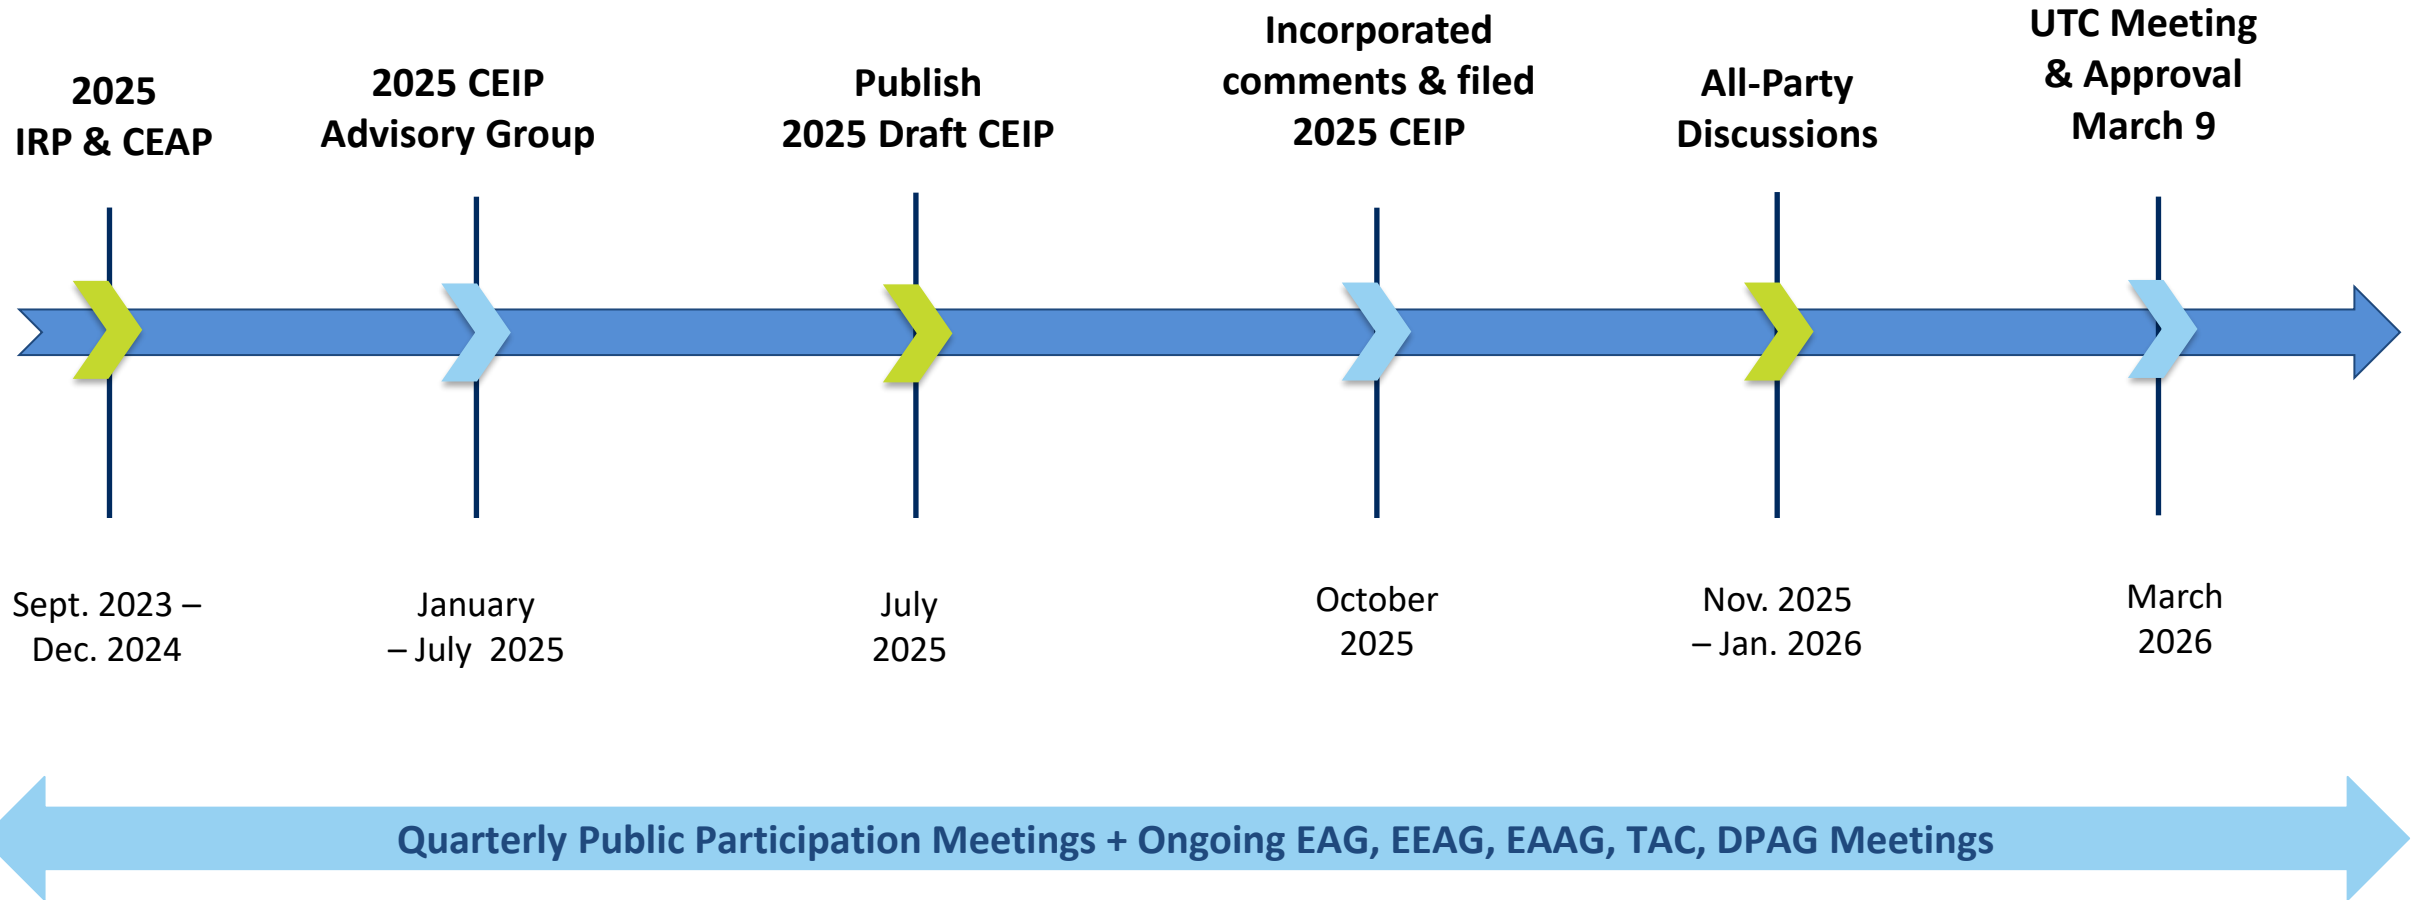 2025
IRP & CEAP
2025 CEIP
Advisory Group
Publish
2025 Draft CEIP
Incorporated
comments & filed
2025 CEIP
All-Party
Discussions
UTC Meeting
& Approval
March 9
Sept. 2023 –
Dec. 2024
January
– July  2025
July
2025
October
2025
Nov. 2025
– Jan. 2026
March
2026
Quarterly Public Participation Meetings + Ongoing EAG, EEAG, EAAG, TAC, DPAG Meetings